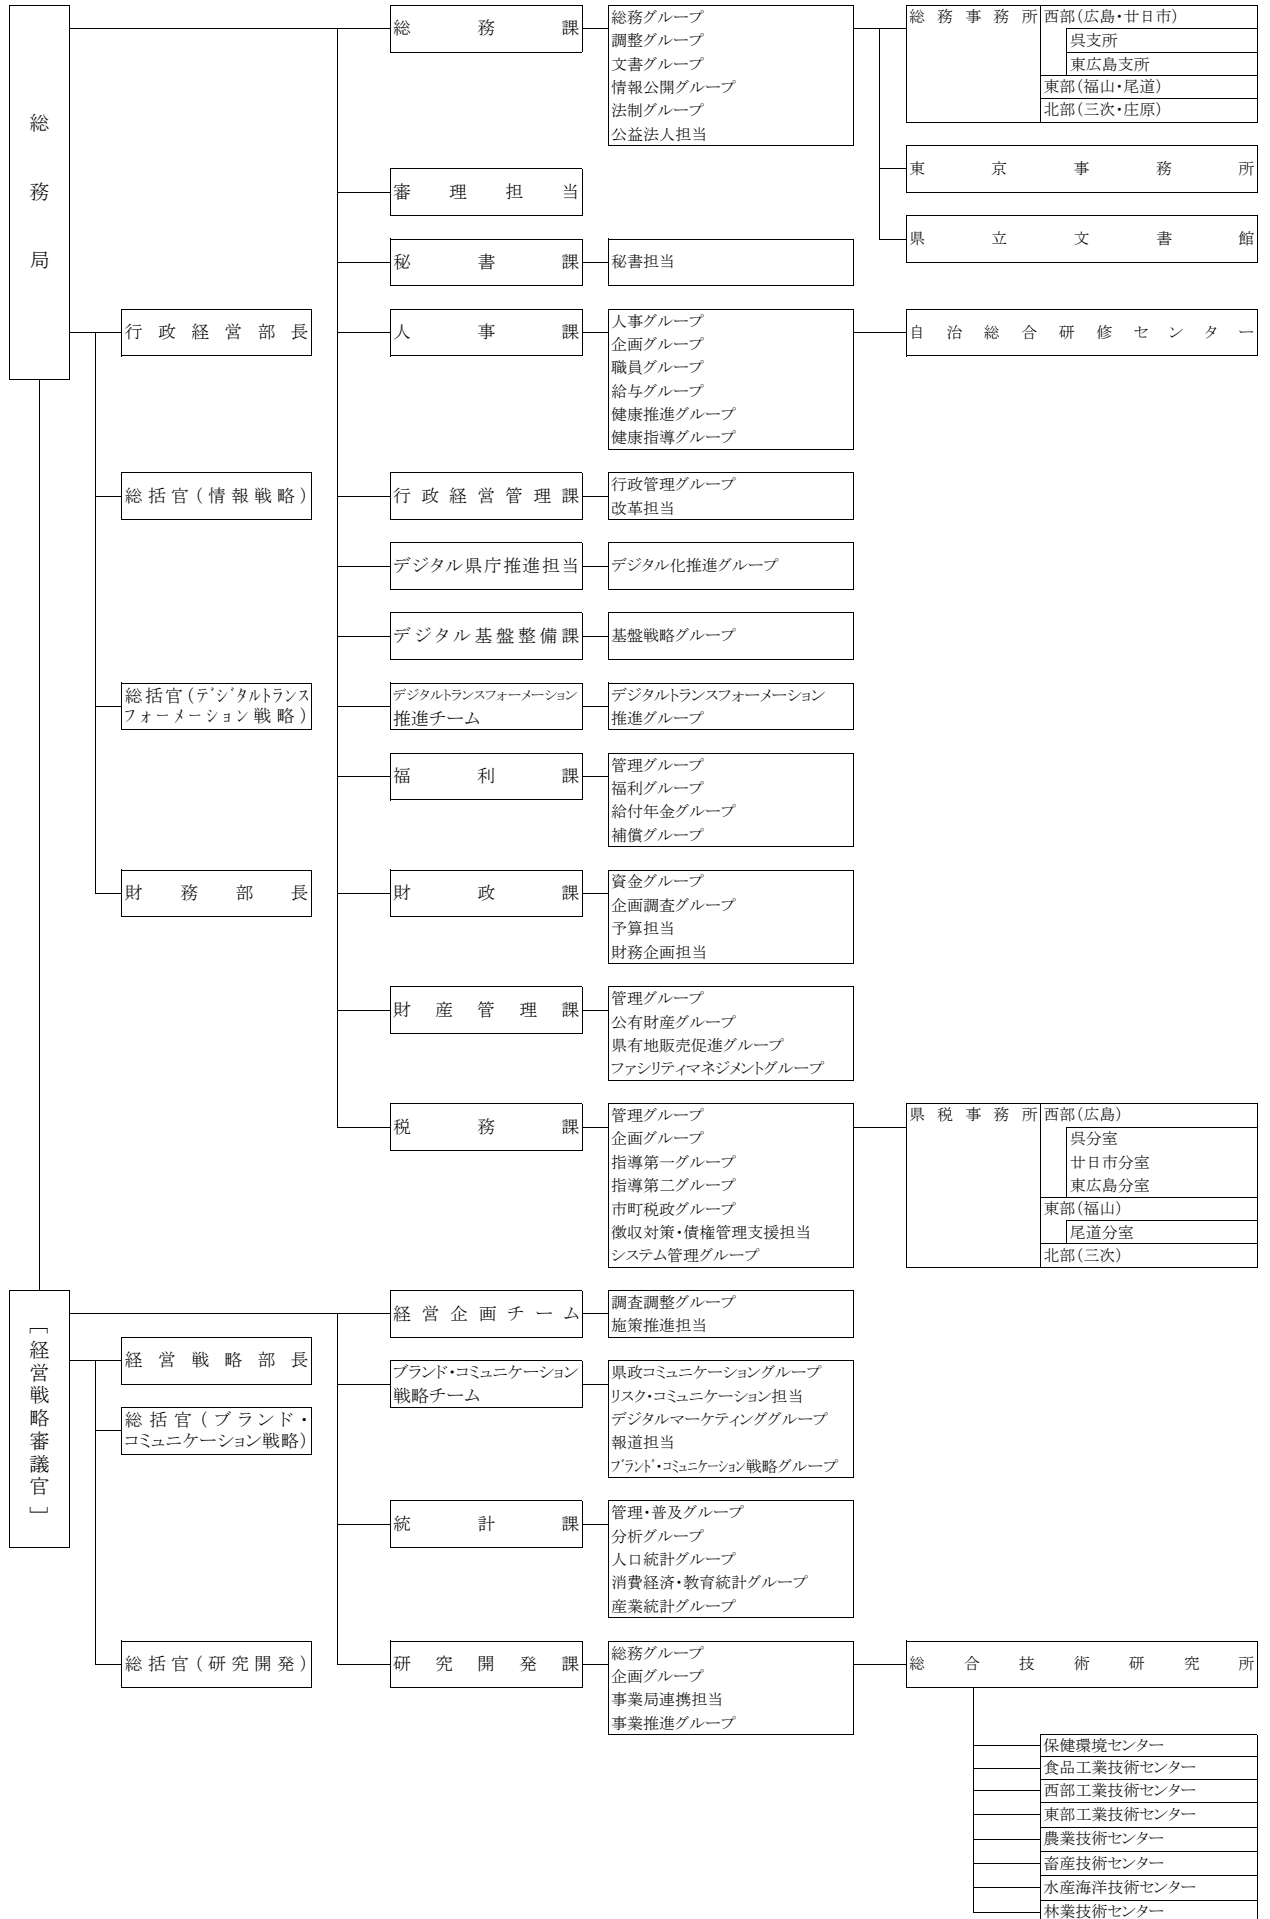 総務局
総務課
総務グループ
調整グループ
文書グループ
情報公開グループ
法制グループ
公益法人担当
総務事務所
西部(広島・廿日市)
呉支所
東広島支所
東部(福山・尾道)
北部(三次・庄原)
東京事務所
県立文書館
審理担当
秘書課
秘書担当
行政経営部長
人事課
人事グループ
企画グループ
職員グループ
給与グループ
健康推進グループ
健康指導グループ
自治総合研修センター
総括官(情報戦略)
行政経営管理課
行政管理グループ
改革担当
デジタル県庁推進担当
デジタル化推進グループ
デジタル基盤整備課
基盤戦略グループ
総括官(デジタルトランス
フォーメーション戦略)
デジタルトランスフォーメーション
推進チーム
デジタルトランスフォーメーション
推進グループ
福利課
管理グループ
福利グループ
給付年金グループ
補償グループ
財務部長
財政課
資金グループ
企画調査グループ
予算担当
財務企画担当
財産管理課
管理グループ
公有財産グループ
県有地販売促進グループ
ファシリティマネジメントグループ
税務課
管理グループ
企画グループ
指導第一グループ
指導第二グループ
市町税政グループ
徴収対策・債権管理支援担当
システム管理グループ
県税事務所
西部(広島)
呉分室
廿日市分室
東広島分室
東部(福山)
尾道分室
北部(三次)
[経営戦略審議官]
経営企画チーム
調査調整グループ
施策推進担当
経営戦略部長
総括官(ブランド・
コミュニケーション戦略)
ブランド・コミュニケーション
戦略チーム
県政コミュニケーショングループ
リスク・コミュニケーション担当
デジタルマーケティンググループ
報道担当
ブランド・コミュニケーション戦略グループ
統計課
管理・普及グループ
分析グループ
人口統計グループ
消費経済・教育統計グループ
産業統計グループ
総括官(研究開発)
研究開発課
総務グループ
企画グループ
事業局連携担当
事業推進グループ
総合技術研究所
保健環境センター
食品工業技術センター
西部工業技術センター
東部工業技術センター
農業技術センター
畜産技術センター
水産海洋技術センター
林業技術センター